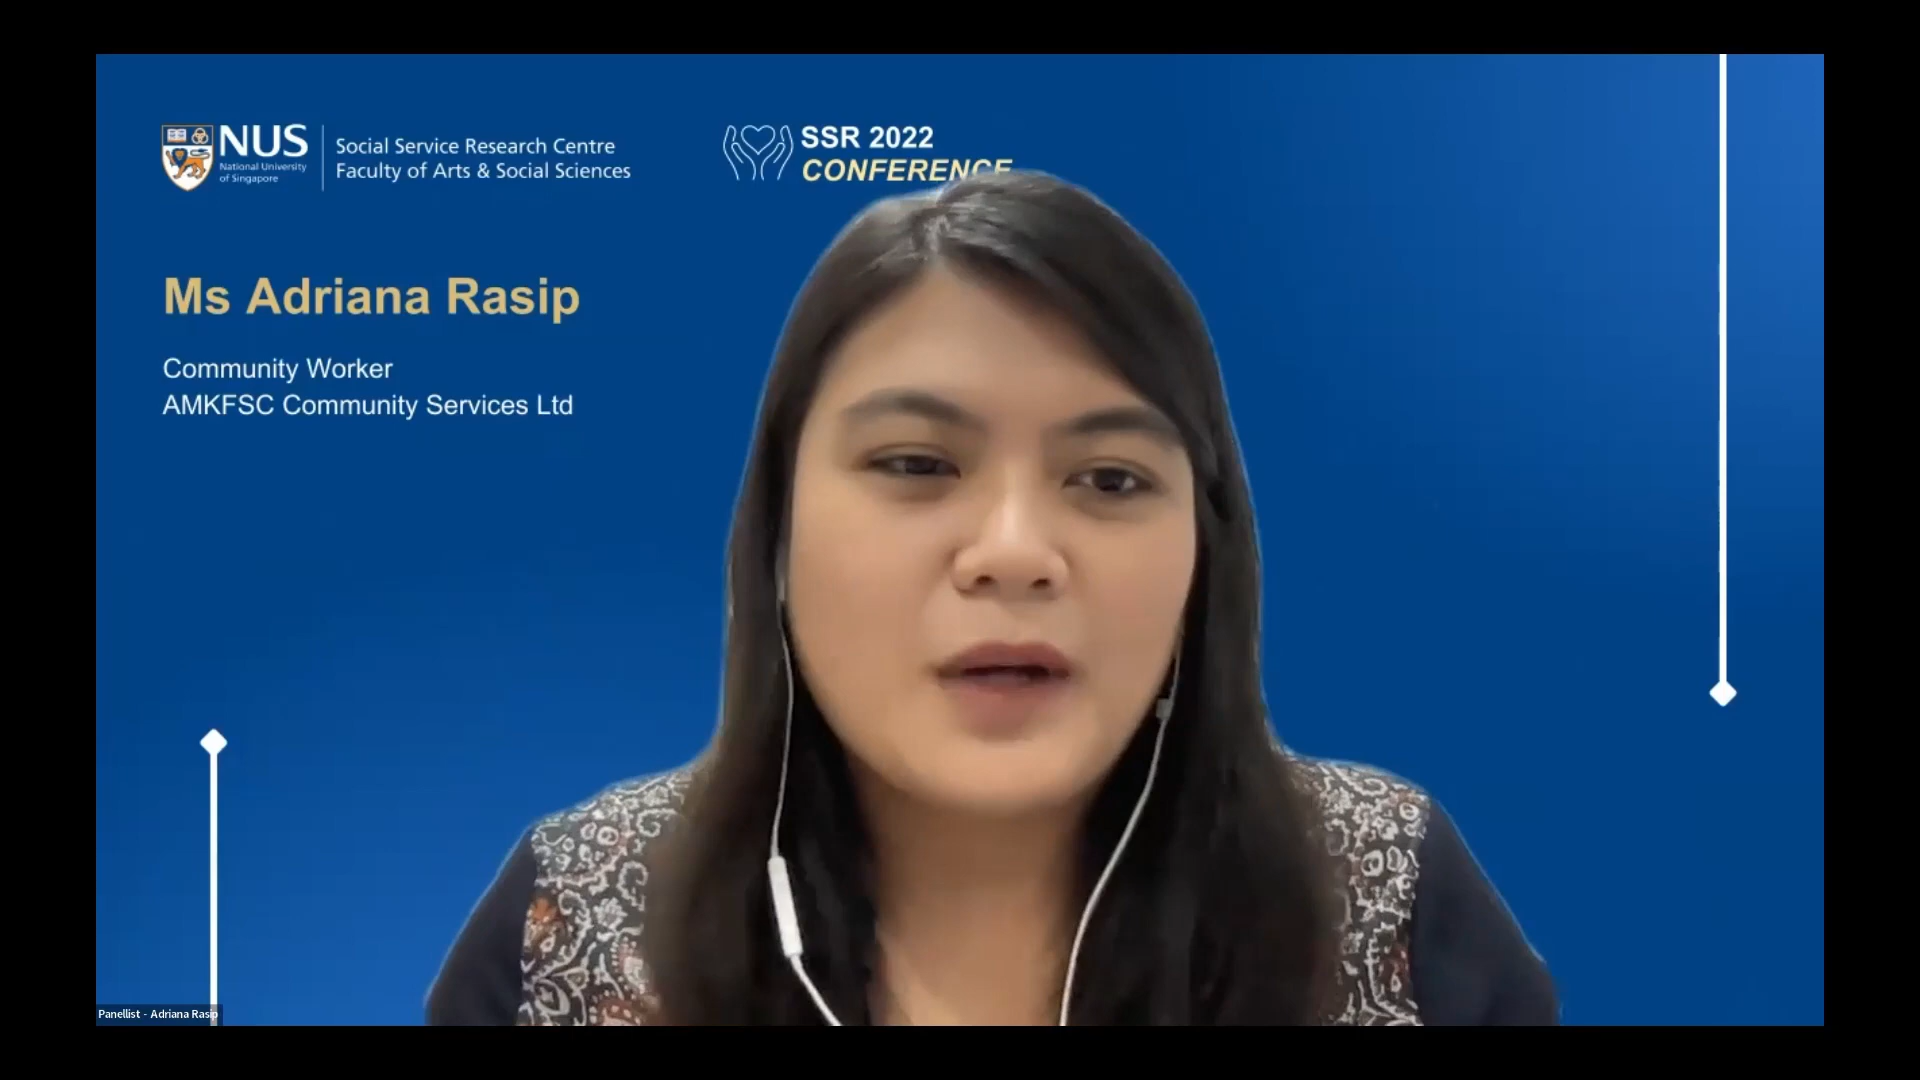 NUS
National University
of Singapore
Social Service Research Centre
Faculty of Arts & Social Sciences
SSR 2022
CONFERENCE
Ms Adriana Rasip
Community Worker
AMKFSC Community Services Ltd
Panellist - Adriana Rasip